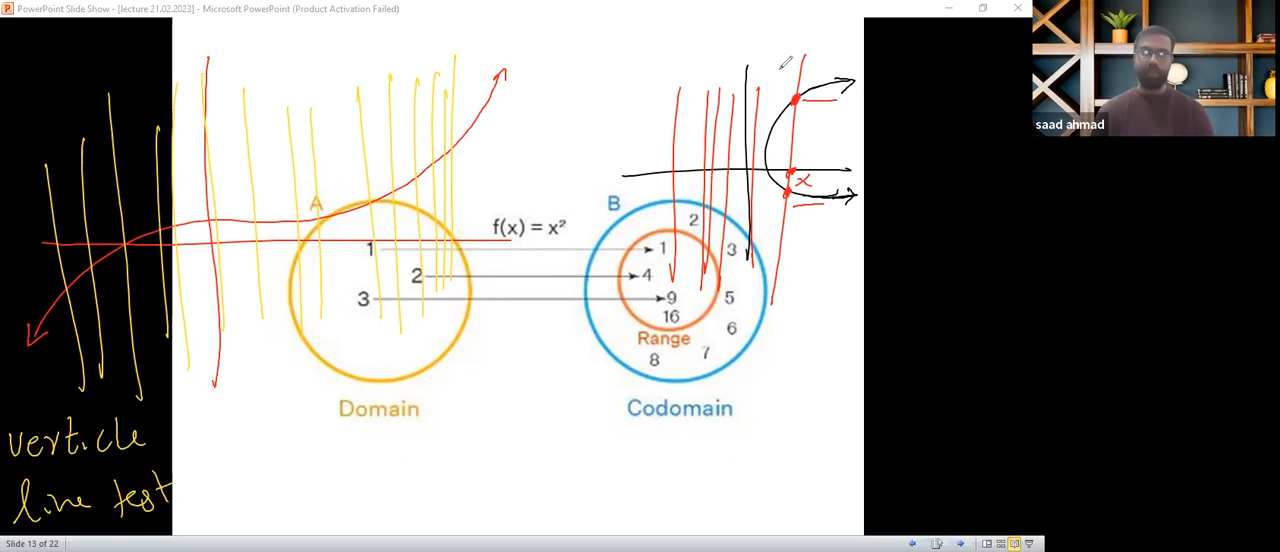 PowerPoint Slide Show - [lecture 21.02.2023] - Microsoft PowerPoint (Product Activation Failed)
saad ahmad
x
A
B
f(x) = x²
1
2
3
2
1
3
4
9
5
16
6
Range
7
8
Domain
Codomain
verticle
line test
Slide 13 of 22